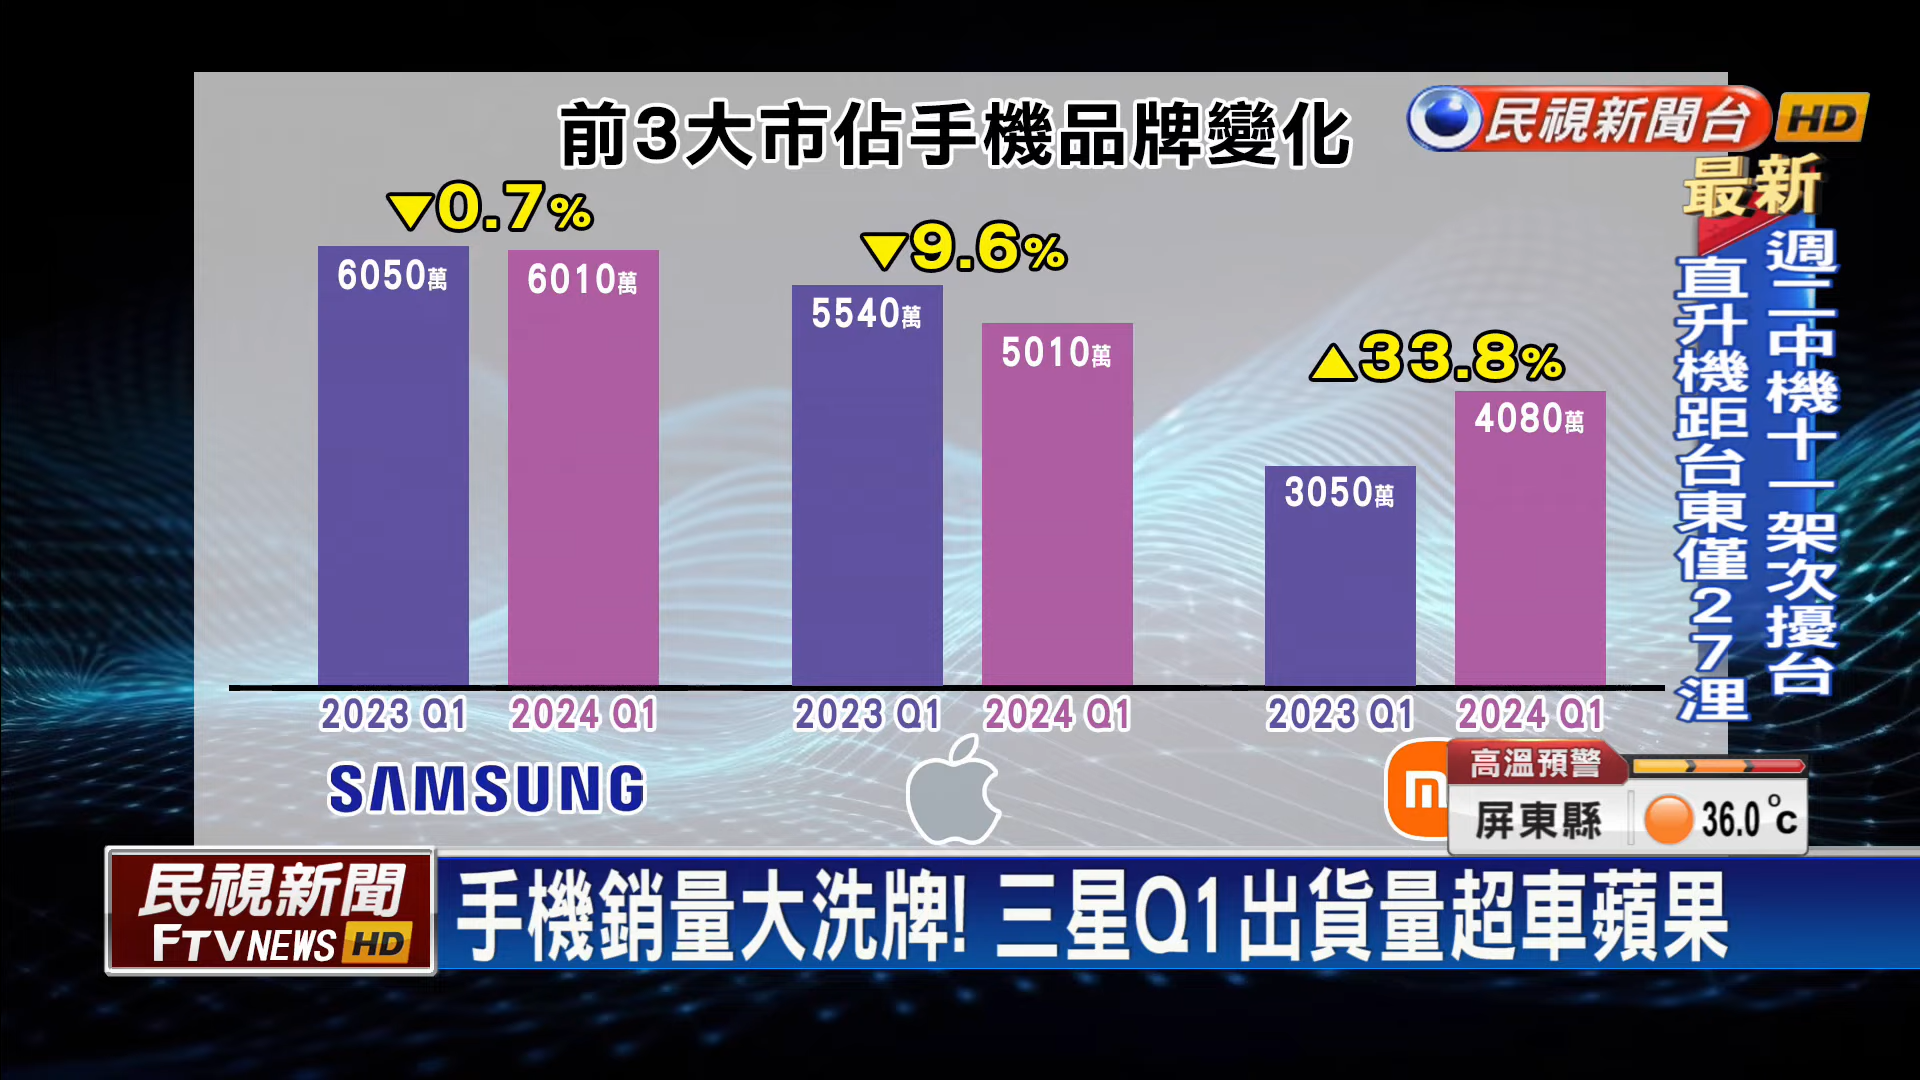 前3大市佔手機品牌變化
民視新聞台 HD
最新
週二中機十一架次擾台
直升機距台東僅27浬
▼0.7%
6050萬
6010萬
▼9.6%
5540萬
5010萬
▲33.8%
3050萬
4080萬
2023 Q1
2024 Q1
2023 Q1
2024 Q1
2023 Q1
2024 Q1
SAMSUNG
高溫預警
屏東縣
36.0°c
民視新聞
FTVNEWS HD
手機銷量大洗牌! 三星Q1出貨量超車蘋果